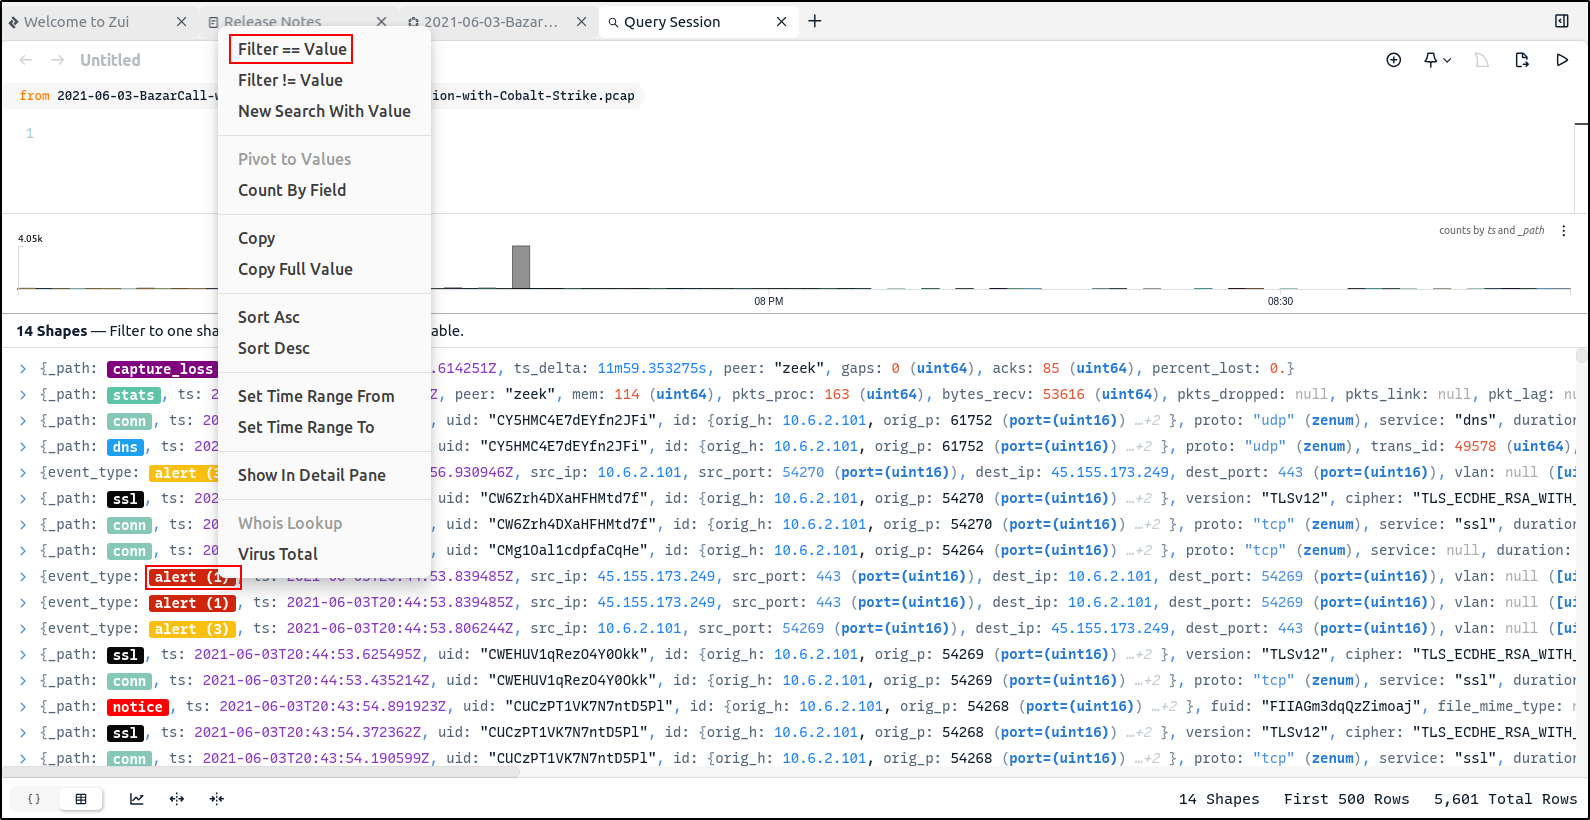 Welcome to Zui
Release Notes
2021-06-03-Bazar...
Query Session
Untitled
from 2021-06-03-BazarCall-
ion-with-Cobalt-Strike.pcap
1
Filter == Value
Filter != Value
New Search With Value
Pivot to Values
Count By Field
Copy
Copy Full Value
Sort Asc
Sort Desc
Set Time Range From
Set Time Range To
Show In Detail Pane
Whois Lookup
Virus Total
4.05k
counts by ts and _path
08 PM
08:30
14 Shapes — Filter to one sha
able.
{_path: capture_loss .614251Z, ts_delta: 11m59.353275s, peer: "zeek", gaps: 0 (uint64), acks: 85 (uint64), percent_lost: 0.}
{_path: stats, ts: 2 Z, peer: "zeek", mem: 114 (uint64), pkts_proc: 163 (uint64), bytes_recv: 53616 (uint64), pkts_dropped: null, pkts_link: null, pkt_lag: nu
{_path: conn, ts: 20 uid: "CY5HMC4E7dEYfn2JFi", id: {orig_h: 10.6.2.101, orig_p: 61752 (port=(uint16)) …+2 }, proto: "udp" (zenum), service: "dns", duration
{_path: dns, ts: 202 uid: "CY5HMC4E7dEYfn2JFi", id: {orig_h: 10.6.2.101, orig_p: 61752 (port=(uint16)) …+2 }, proto: "udp" (zenum), trans_id: 49578 (uint64),
{event_type: alert (3 56.930946Z, src_ip: 10.6.2.101, src_port: 54270 (port=(uint16)), dest_ip: 45.155.173.249, dest_port: 443 (port=(uint16)), vlan: null ([ui
{_path: ssl, ts: 202 uid: "CW6Zrh4DXaHFHMtd7f", id: {orig_h: 10.6.2.101, orig_p: 54270 (port=(uint16)) …+2 }, version: "TLSv12", cipher: "TLS_ECDHE_RSA_WITH_
{_path: conn, ts: 20 uid: "CW6Zrh4DXaHFHMtd7f", id: {orig_h: 10.6.2.101, orig_p: 54270 (port=(uint16)) …+2 }, proto: "tcp" (zenum), service: "ssl", duration
{_path: conn, ts: 20 uid: "CMg1Oal1cdpfaCqHe", id: {orig_h: 10.6.2.101, orig_p: 54264 (port=(uint16)) …+2 }, proto: "tcp" (zenum), service: null, duration:
{event_type: alert (1), ts: 2021-06-03T20:44:53.839485Z, src_ip: 45.155.173.249, src_port: 443 (port=(uint16)), dest_ip: 10.6.2.101, dest_port: 54269 (port=(uint16)), vlan: null ([ui
{event_type: alert (1), ts: 2021-06-03T20:44:53.839485Z, src_ip: 45.155.173.249, src_port: 443 (port=(uint16)), dest_ip: 10.6.2.101, dest_port: 54269 (port=(uint16)), vlan: null ([ui
{event_type: alert (3), ts: 2021-06-03T20:44:53.806244Z, src_ip: 10.6.2.101, src_port: 54269 (port=(uint16)), dest_ip: 45.155.173.249, dest_port: 443 (port=(uint16)), vlan: null ([ui
{_path: ssl, ts: 2021-06-03T20:44:53.625495Z, uid: "CWEHUV1qRezO4Y0Okk", id: {orig_h: 10.6.2.101, orig_p: 54269 (port=(uint16)) …+2 }, version: "TLSv12", cipher: "TLS_ECDHE_RSA_WITH_
{_path: conn, ts: 2021-06-03T20:44:53.435214Z, uid: "CWEHUV1qRezO4Y0Okk", id: {orig_h: 10.6.2.101, orig_p: 54269 (port=(uint16)) …+2 }, proto: "tcp" (zenum), service: "ssl", duration
{_path: notice, ts: 2021-06-03T20:43:54.891923Z, uid: "CUCzPT1VK7N7ntD5Pl", id: {orig_h: 10.6.2.101, orig_p: 54268 (port=(uint16)) …+2 }, fuid: "FIIAGm3dqQzZimoaj", file_mime_type: n
{_path: ssl, ts: 2021-06-03T20:43:54.372362Z, uid: "CUCzPT1VK7N7ntD5Pl", id: {orig_h: 10.6.2.101, orig_p: 54268 (port=(uint16)) …+2 }, version: "TLSv12", cipher: "TLS_ECDHE_RSA_WITH_
{_path: conn, ts: 2021-06-03T20:43:54.190599Z, uid: "CUCzPT1VK7N7ntD5Pl", id: {orig_h: 10.6.2.101, orig_p: 54268 (port=(uint16)) …+2 }, proto: "tcp" (zenum), service: "ssl", duration
{ }
14 Shapes First 500 Rows 5,601 Total Rows